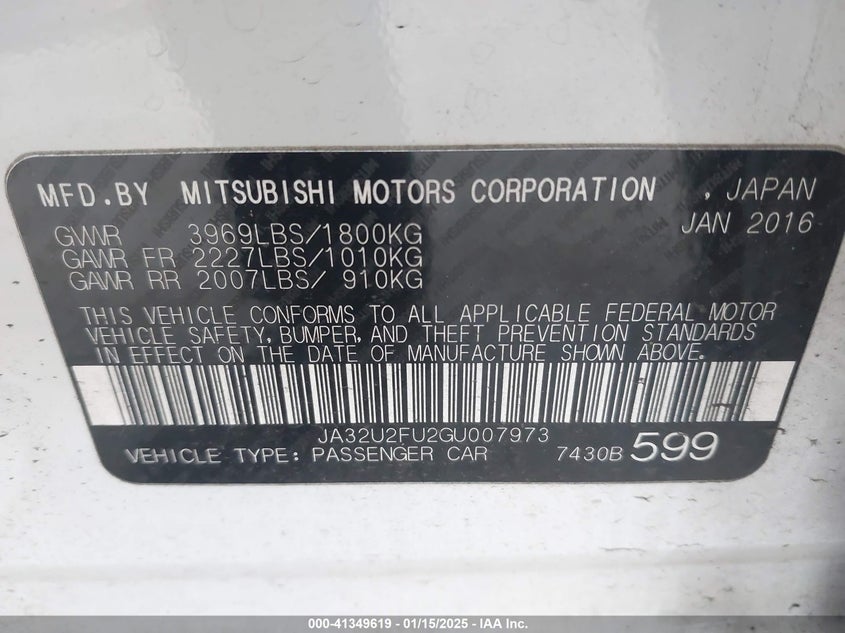 MFD.BY MITSUBISHI MOTORS CORPORATION , JAPAN
JAN 2016
GVWR 3969LBS/1800KG
GAWR FR 2227LBS/1010KG
GAWR RR 2007LBS/ 910KG
THIS VEHICLE CONFORMS TO ALL APPLICABLE FEDERAL MOTOR
VEHICLE SAFETY, BUMPER, AND THEFT PREVENTION STANDARDS
IN EFFECT ON THE DATE OF MANUFACTURE SHOWN ABOVE.
JA32U2FU2GU007973
VEHICLE TYPE: PASSENGER CAR 7430B 599
000-41349619 - 01/15/2025 - IAA Inc.